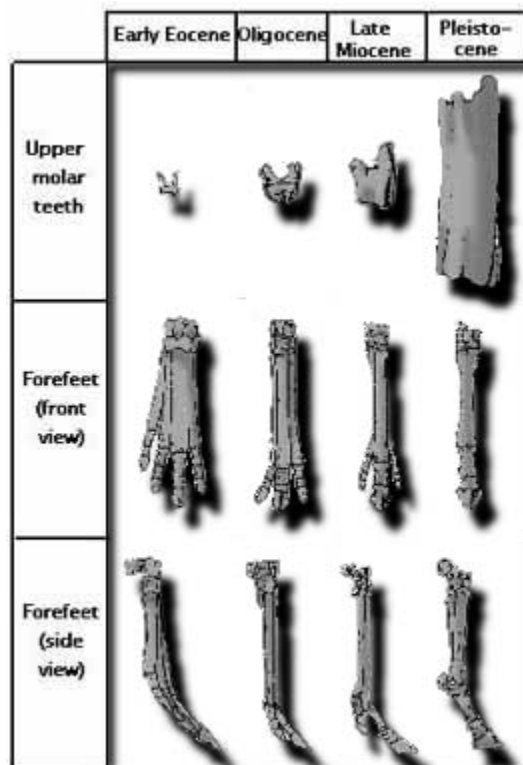 Early Eocene
Oligocene
Late
Miocene
Pleisto-
cene
Upper
molar
teeth
Forefeet
(front
view)
Forefeet
(side
view)